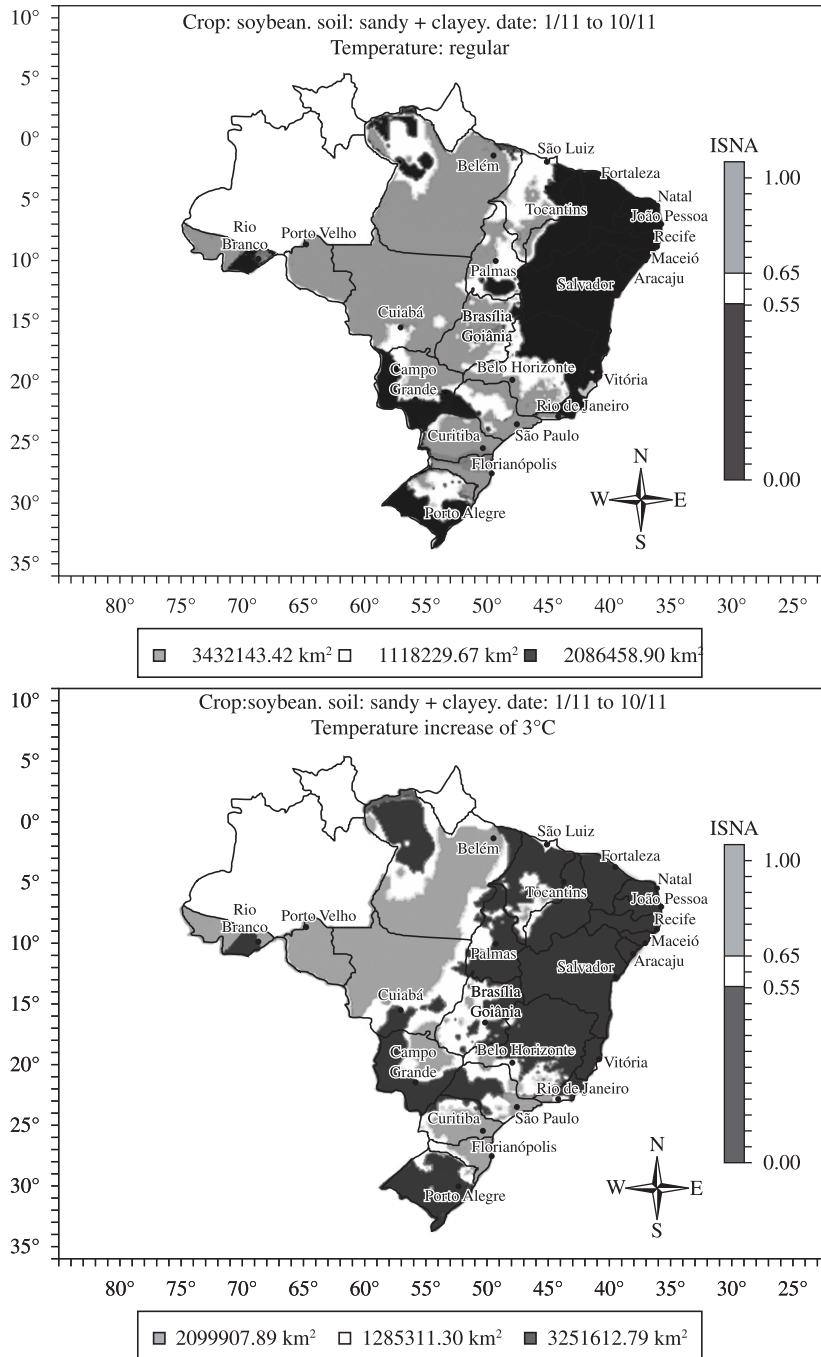 Crop: soybean. soil: sandy + clayey. date: 1/11 to 10/11
Temperature: regular
10°
5°
0°
5°
10°
15°
20°
25°
30°
35°
São Luiz
Belém
Fortaleza
Natal
Tocantins
João Pessoa
Rio
Branco
Porto Velho
Recife
Maceió
Palmas
Aracaju
Salvador
Cuiabá
Brasília
Goiânia
Campo
Grande
Belo Horizonte
Vitória
Rio de Janeiro
Curitiba
São Paulo
Florianópolis
Porto Alegre
ISNA
1.00
0.65
0.55
0.00
N
W E
S
80° 75° 70° 65° 60° 55° 50° 45° 40° 35° 30° 25°
3432143.42 km² 1118229.67 km² 2086458.90 km²
Crop:soybean. soil: sandy + clayey. date: 1/11 to 10/11
Temperature increase of 3°C
10°
5°
0°
5°
10°
15°
20°
25°
30°
35°
São Luiz
Belém
Fortaleza
Natal
Tocantins
João Pessoa
Rio
Branco
Porto Velho
Recife
Maceió
Palmas
Aracaju
Salvador
Cuiabá
Brasília
Goiânia
Campo
Grande
Belo Horizonte
Vitória
Rio de Janeiro
Curitiba
São Paulo
Florianópolis
Porto Alegre
ISNA
1.00
0.65
0.55
0.00
N
W E
S
80° 75° 70° 65° 60° 55° 50° 45° 40° 35° 30° 25°
2099907.89 km² 1285311.30 km² 3251612.79 km²